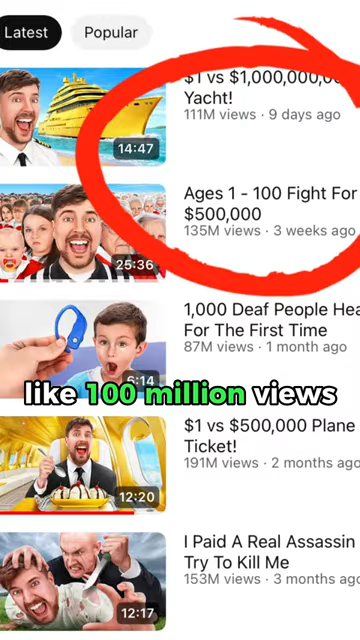 Latest
Popular
$1 vs $1,000,000,00
Yacht!
111M views · 9 days ago
14:47
Ages 1 - 100 Fight For
$500,000
135M views · 3 weeks ago
25:36
1,000 Deaf People Hea
For The First Time
87M views · 1 month ago
6:14
like 100 million views
$1 vs $500,000 Plane
Ticket!
191M views · 2 months ago
12:20
I Paid A Real Assassin
Try To Kill Me
153M views · 3 months ago
12:17